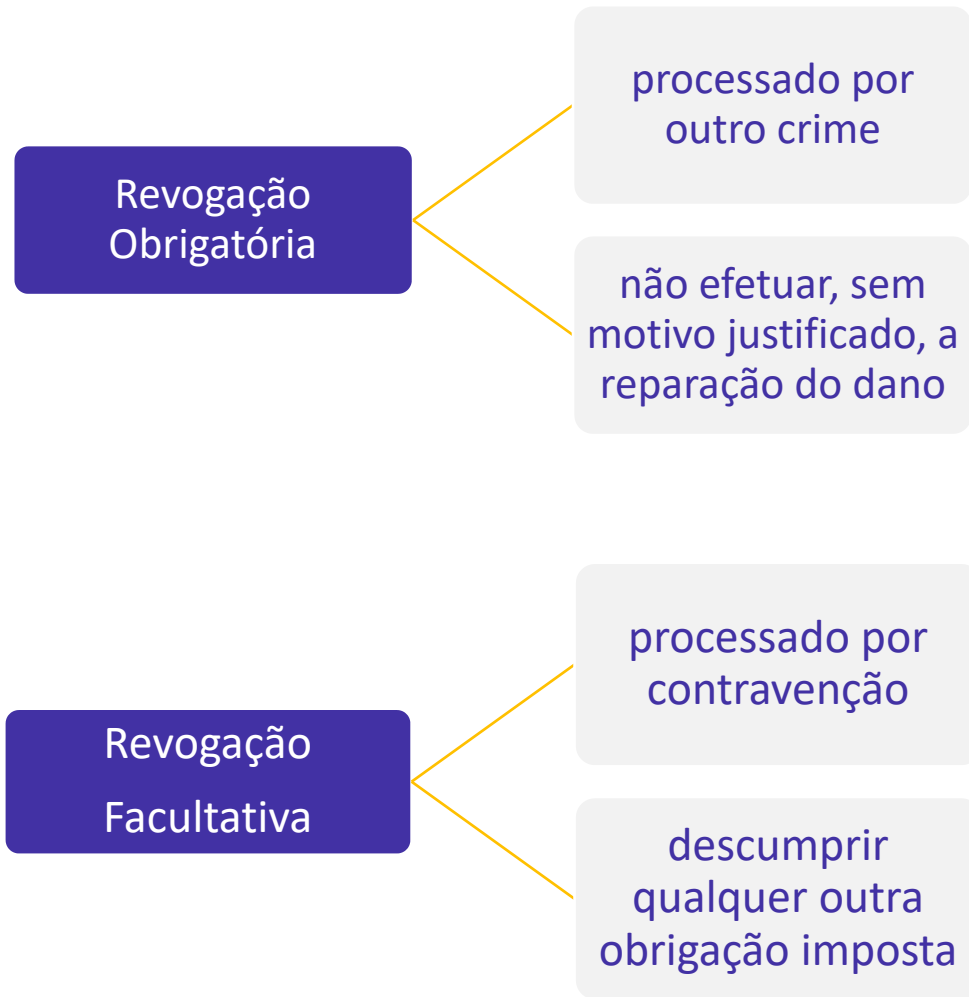 Revogação
Obrigatória
processado por
outro crime
não efetuar, sem
motivo justificado, a
reparação do dano
Revogação
Facultativa
processado por
contravenção
descumprir
qualquer outra
obrigação imposta